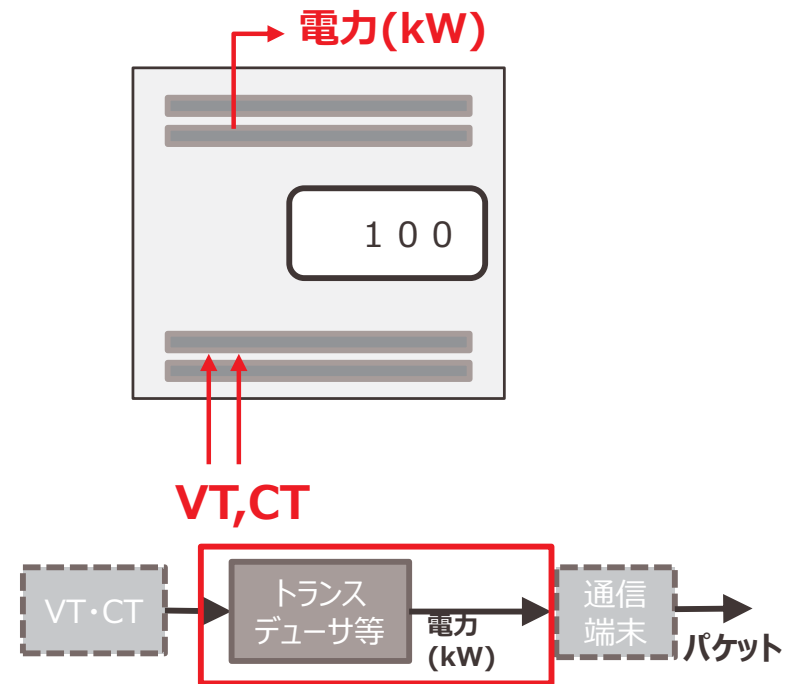 電力(kW)
１００
VT,CT
VT・CT
トランス
デューサ等
電力
(kW)
通信
端末
パケット